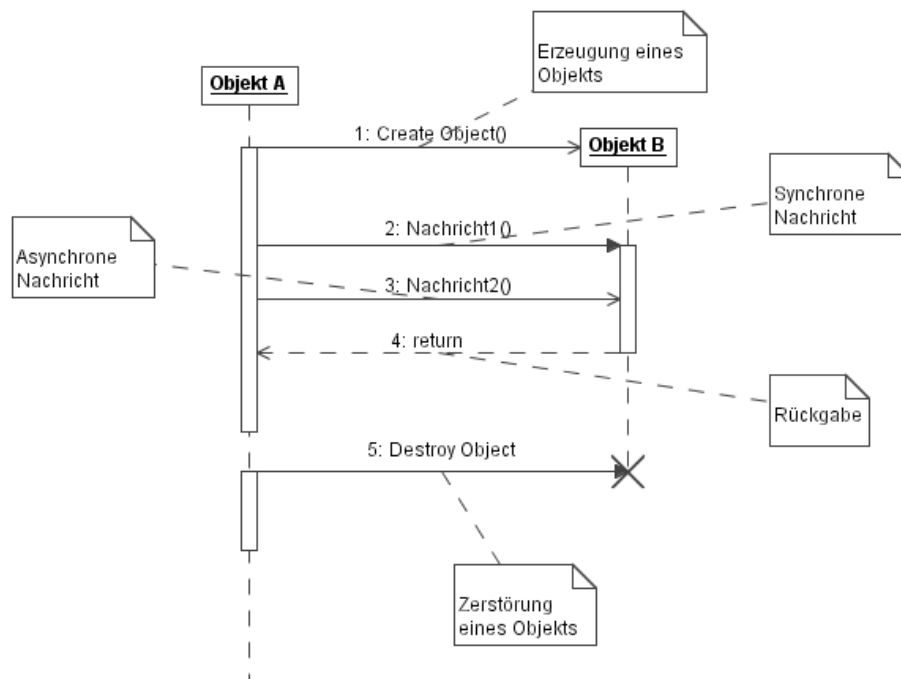 Erzeugung eines
Objekts
Objekt A
1: Create Object()
Objekt B
Synchrone
Nachricht
2: Nachricht1()
Asynchrone
Nachricht
3: Nachricht2()
4: return
Rückgabe
5: Destroy Object
Zerstörung
eines Objekts